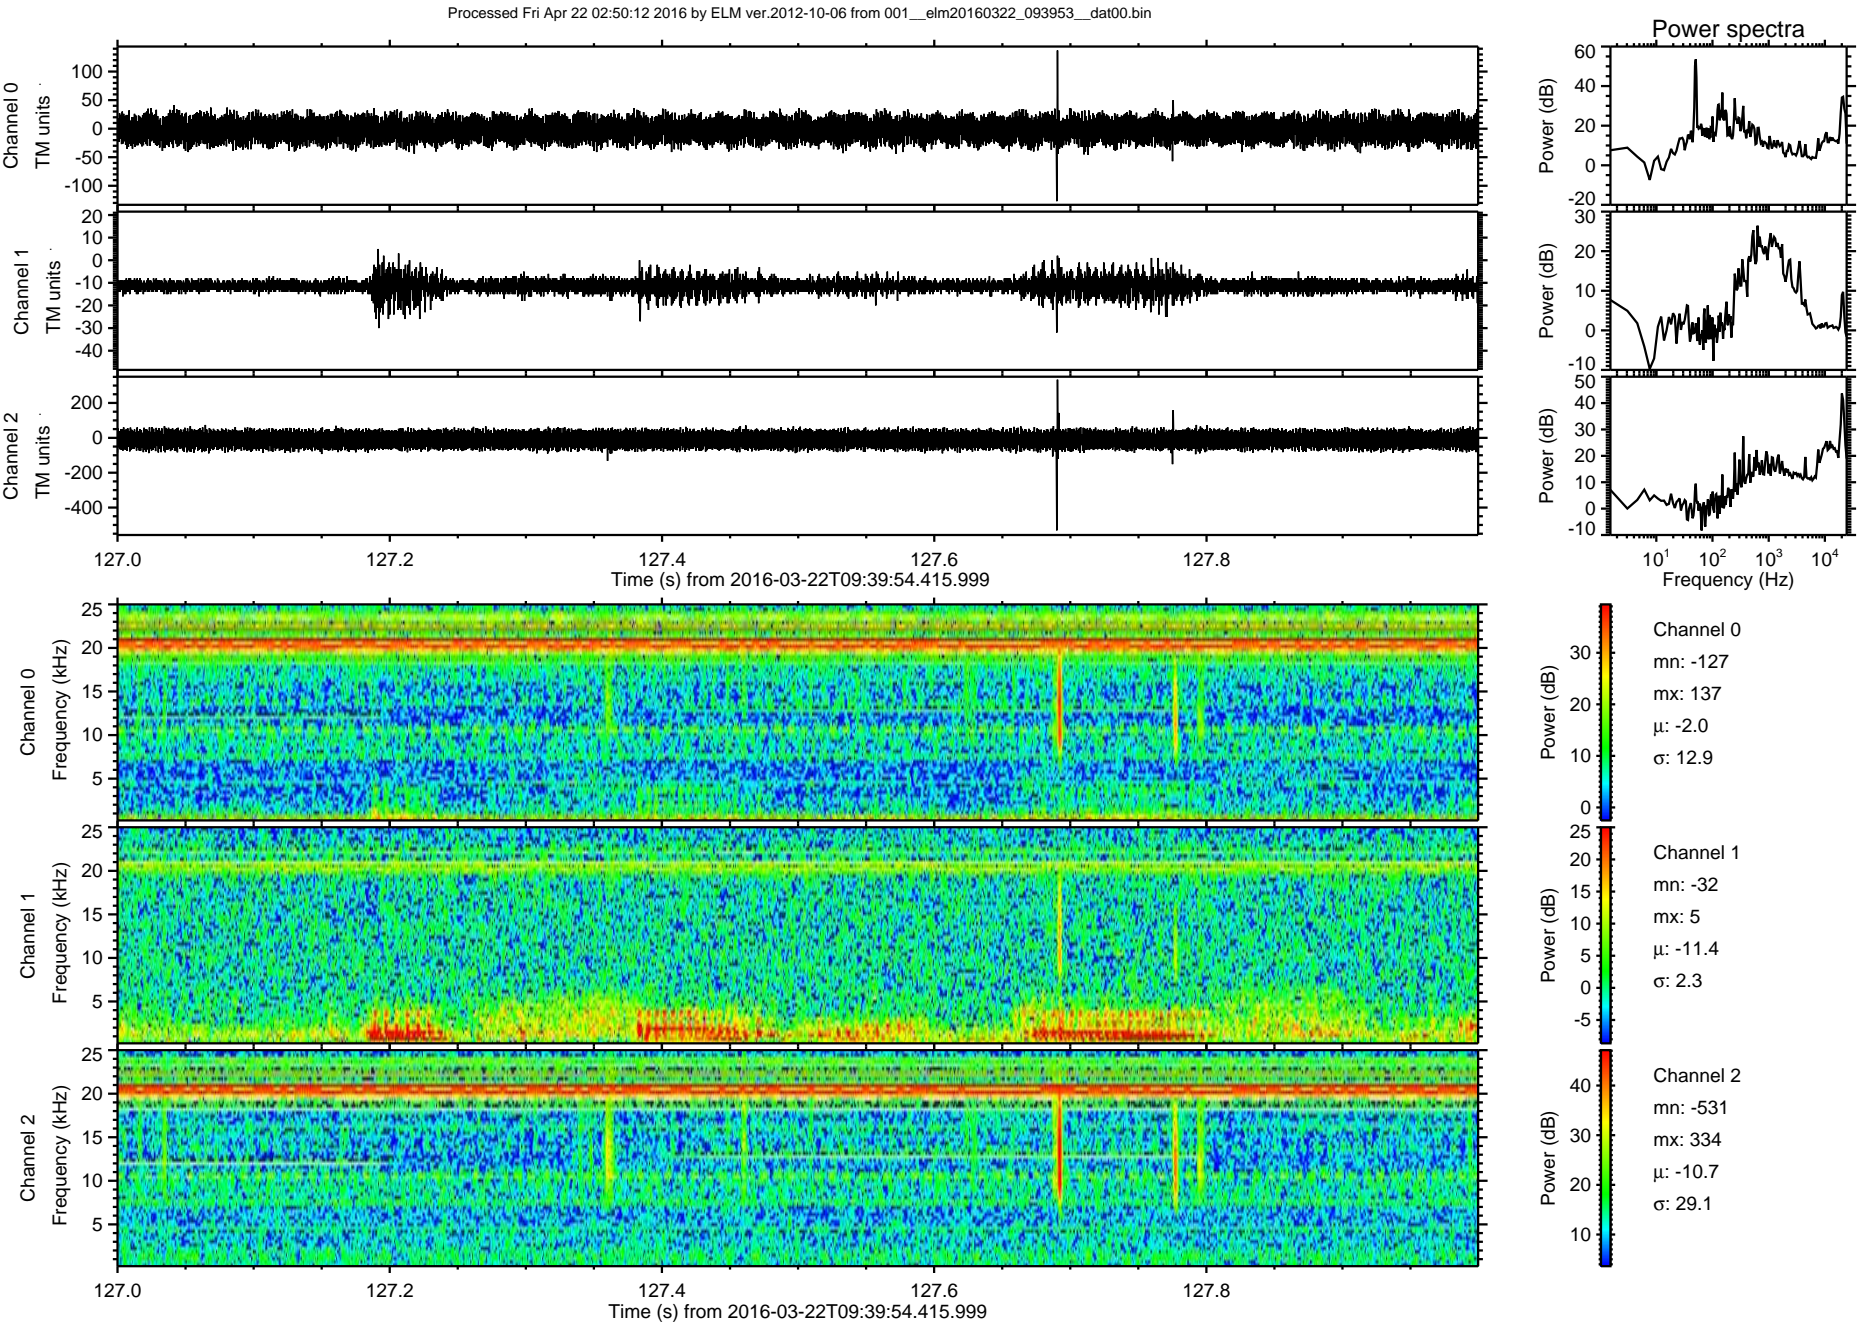 Processed Fri Apr 22 02:50:12 2016 by ELM ver.2012-10-06 from 001__elm20160322_093953__dat00.bin
Power spectra
Channel 0
TM units
100
50
0
-50
-100
Power (dB)
60
40
20
0
-20
Channel 1
TM units
20
10
0
-10
-20
-30
-40
Power (dB)
30
20
10
0
-10
Channel 2
TM units
200
0
-200
-400
Power (dB)
50
40
30
20
10
0
-10
127.0 127.2 127.4 127.6 127.8
Time (s) from 2016-03-22T09:39:54.415.999
10¹ 10² 10³ 10⁴
Frequency (Hz)
Channel 0
Frequency (kHz)
25
20
15
10
5
Power (dB)
30
20
10
0
Channel 0
mn: -127
mx: 137
μ: -2.0
σ: 12.9
Channel 1
Frequency (kHz)
25
20
15
10
5
Power (dB)
25
20
15
10
5
0
-5
Channel 1
mn: -32
mx: 5
μ: -11.4
σ: 2.3
Channel 2
Frequency (kHz)
25
20
15
10
5
Power (dB)
40
30
20
10
Channel 2
mn: -531
mx: 334
μ: -10.7
σ: 29.1
127.0 127.2 127.4 127.6 127.8
Time (s) from 2016-03-22T09:39:54.415.999